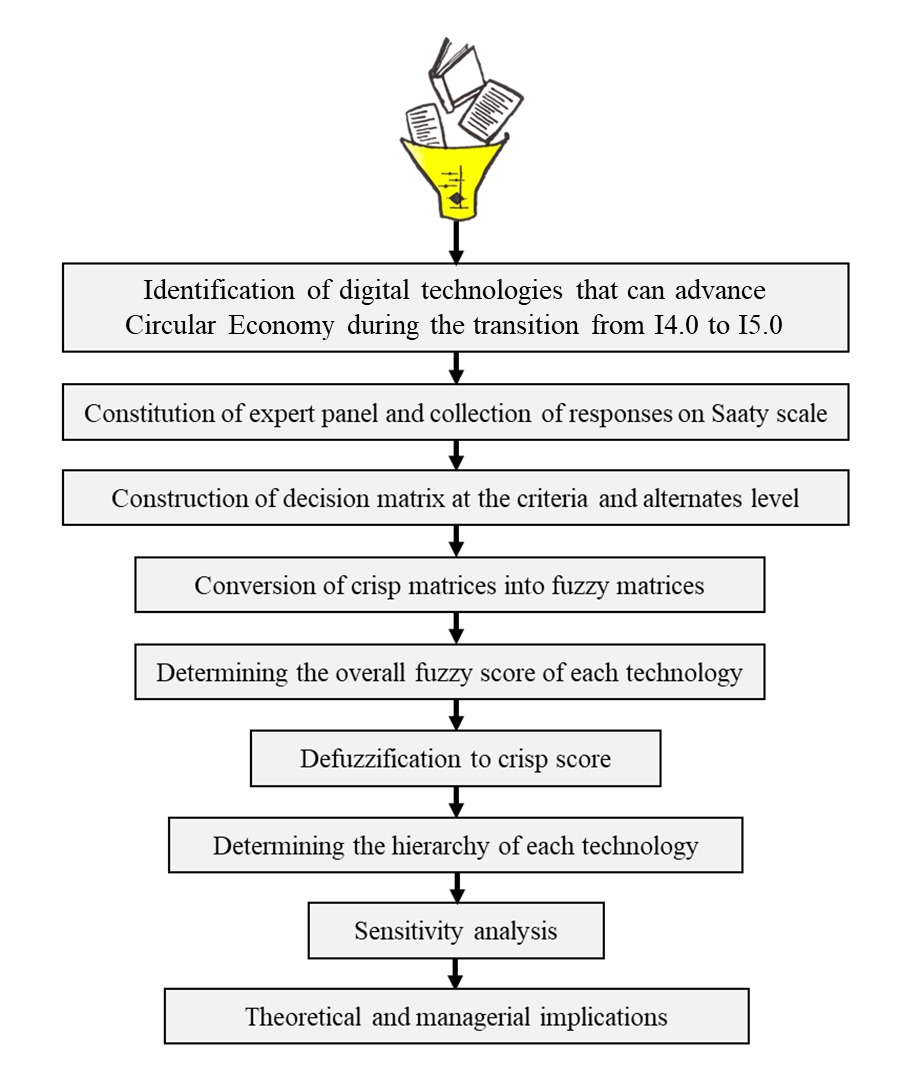 Identification of digital technologies that can advance
Circular Economy during the transition from I4.0 to I5.0
Constitution of expert panel and collection of responses on Saaty scale
Construction of decision matrix at the criteria and alternates level
Conversion of crisp matrices into fuzzy matrices
Determining the overall fuzzy score of each technology
Defuzzification to crisp score
Determining the hierarchy of each technology
Sensitivity analysis
Theoretical and managerial implications